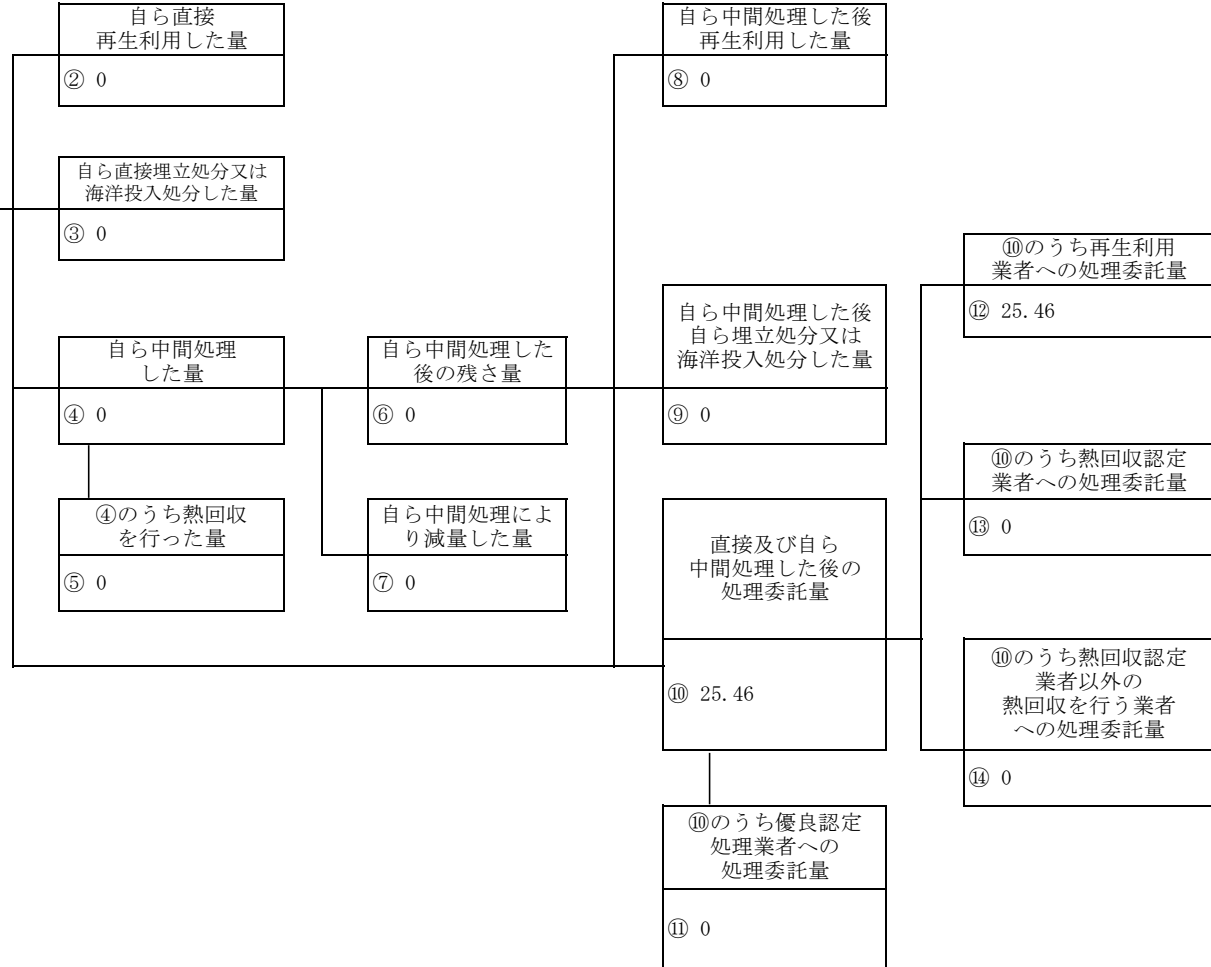 自ら直接
再生利用した量
② 0
自ら直接埋立処分又は
海洋投入処分した量
③ 0
自ら中間処理
した量
④ 0
④のうち熱回収
を行った量
⑤ 0
自ら中間処理した
後の残さ量
⑥ 0
自ら中間処理によ
り減量した量
⑦ 0
自ら中間処理した後
再生利用した量
⑧ 0
自ら中間処理した後
自ら埋立処分又は
海洋投入処分した量
⑨ 0
直接及び自ら
中間処理した後の
処理委託量
⑩ 25.46
⑩のうち優良認定
処理業者への
処理委託量
⑪ 0
⑩のうち再生利用
業者への処理委託量
⑫ 25.46
⑩のうち熱回収認定
業者への処理委託量
⑬ 0
⑩のうち熱回収認定
業者以外の
熱回収を行う業者
への処理委託量
⑭ 0